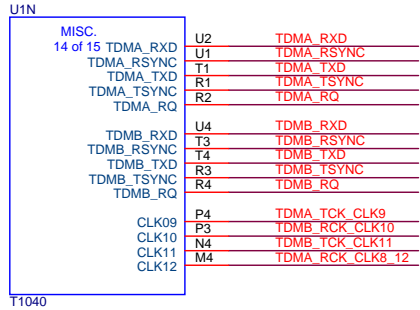 U1N
MISC.
14 of 15
TDMA_RXD U2 TDMA_RXD
TDMA_RSYNC U1 TDMA_RSYNC
TDMA_TXD T1 TDMA_TXD
TDMA_TSYNC R1 TDMA_TSYNC
TDMA_RQ R2 TDMA_RQ
TDMB_RXD U4 TDMB_RXD
TDMB_RSYNC T3 TDMB_RSYNC
TDMB_TXD T4 TDMB_TXD
TDMB_TSYNC R3 TDMB_TSYNC
TDMB_RQ R4 TDMB_RQ
CLK09 P4 TDMA_TCK_CLK9
CLK10 P3 TDMB_RCK_CLK10
CLK11 N4 TDMB_TCK_CLK11
CLK12 M4 TDMA_RCK_CLK8_12
T1040